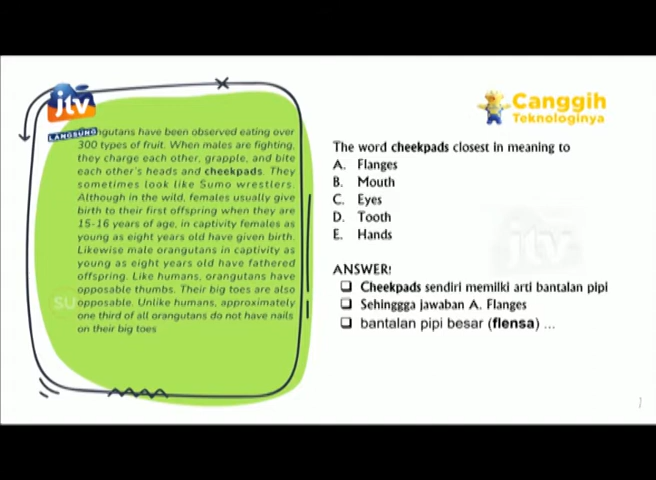 jtv
LANGSUNG
Canggih
Teknologinya
ngutans have been observed eating over
300 types of fruit. When males are fighting,
they charge each other, grapple, and bite
each other's heads and cheekpads. They
sometimes look like Sumo wrestlers.
Although in the wild, females usually give
birth to their first offspring when they are
15-16 years of age, in captivity females as
young as eight years old have given birth.
Likewise male orangutans in captivity as
young as eight years old have fathered
offspring. Like humans, orangutans have
opposable thumbs. Their big toes are also
opposable. Unlike humans, approximately
one third of all orangutans do not have nails
on their big toes
The word cheekpads closest in meaning to
A. Flanges
B. Mouth
C. Eyes
D. Tooth
E. Hands
jtv
ANSWER!
Cheekpads sendiri memilki arti bantalan pipi
Sehinggga jawaban A. Flanges
bantalan pipi besar (flensa) ...